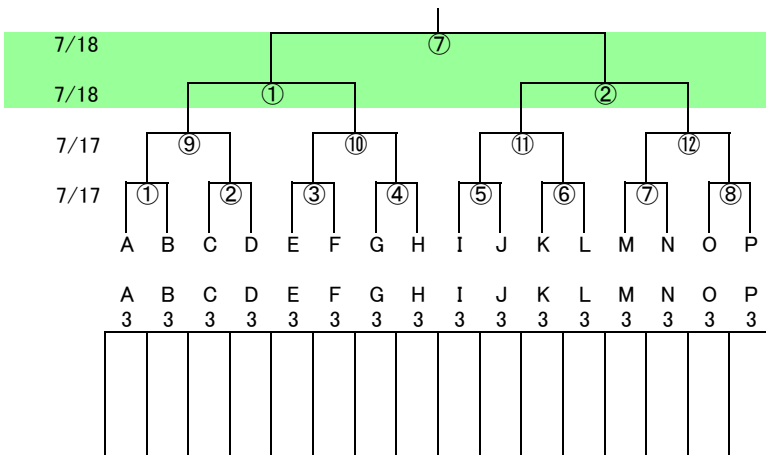 7/18 ⑦
7/18 ① ②
7/17 ⑨ ⑩ ⑪ ⑫
7/17 ① ② ③ ④ ⑤ ⑥ ⑦ ⑧
A B C D E F G H I J K L M N O P
A B C D E F G H I J K L M N O P
3 3 3 3 3 3 3 3 3 3 3 3 3 3 3 3